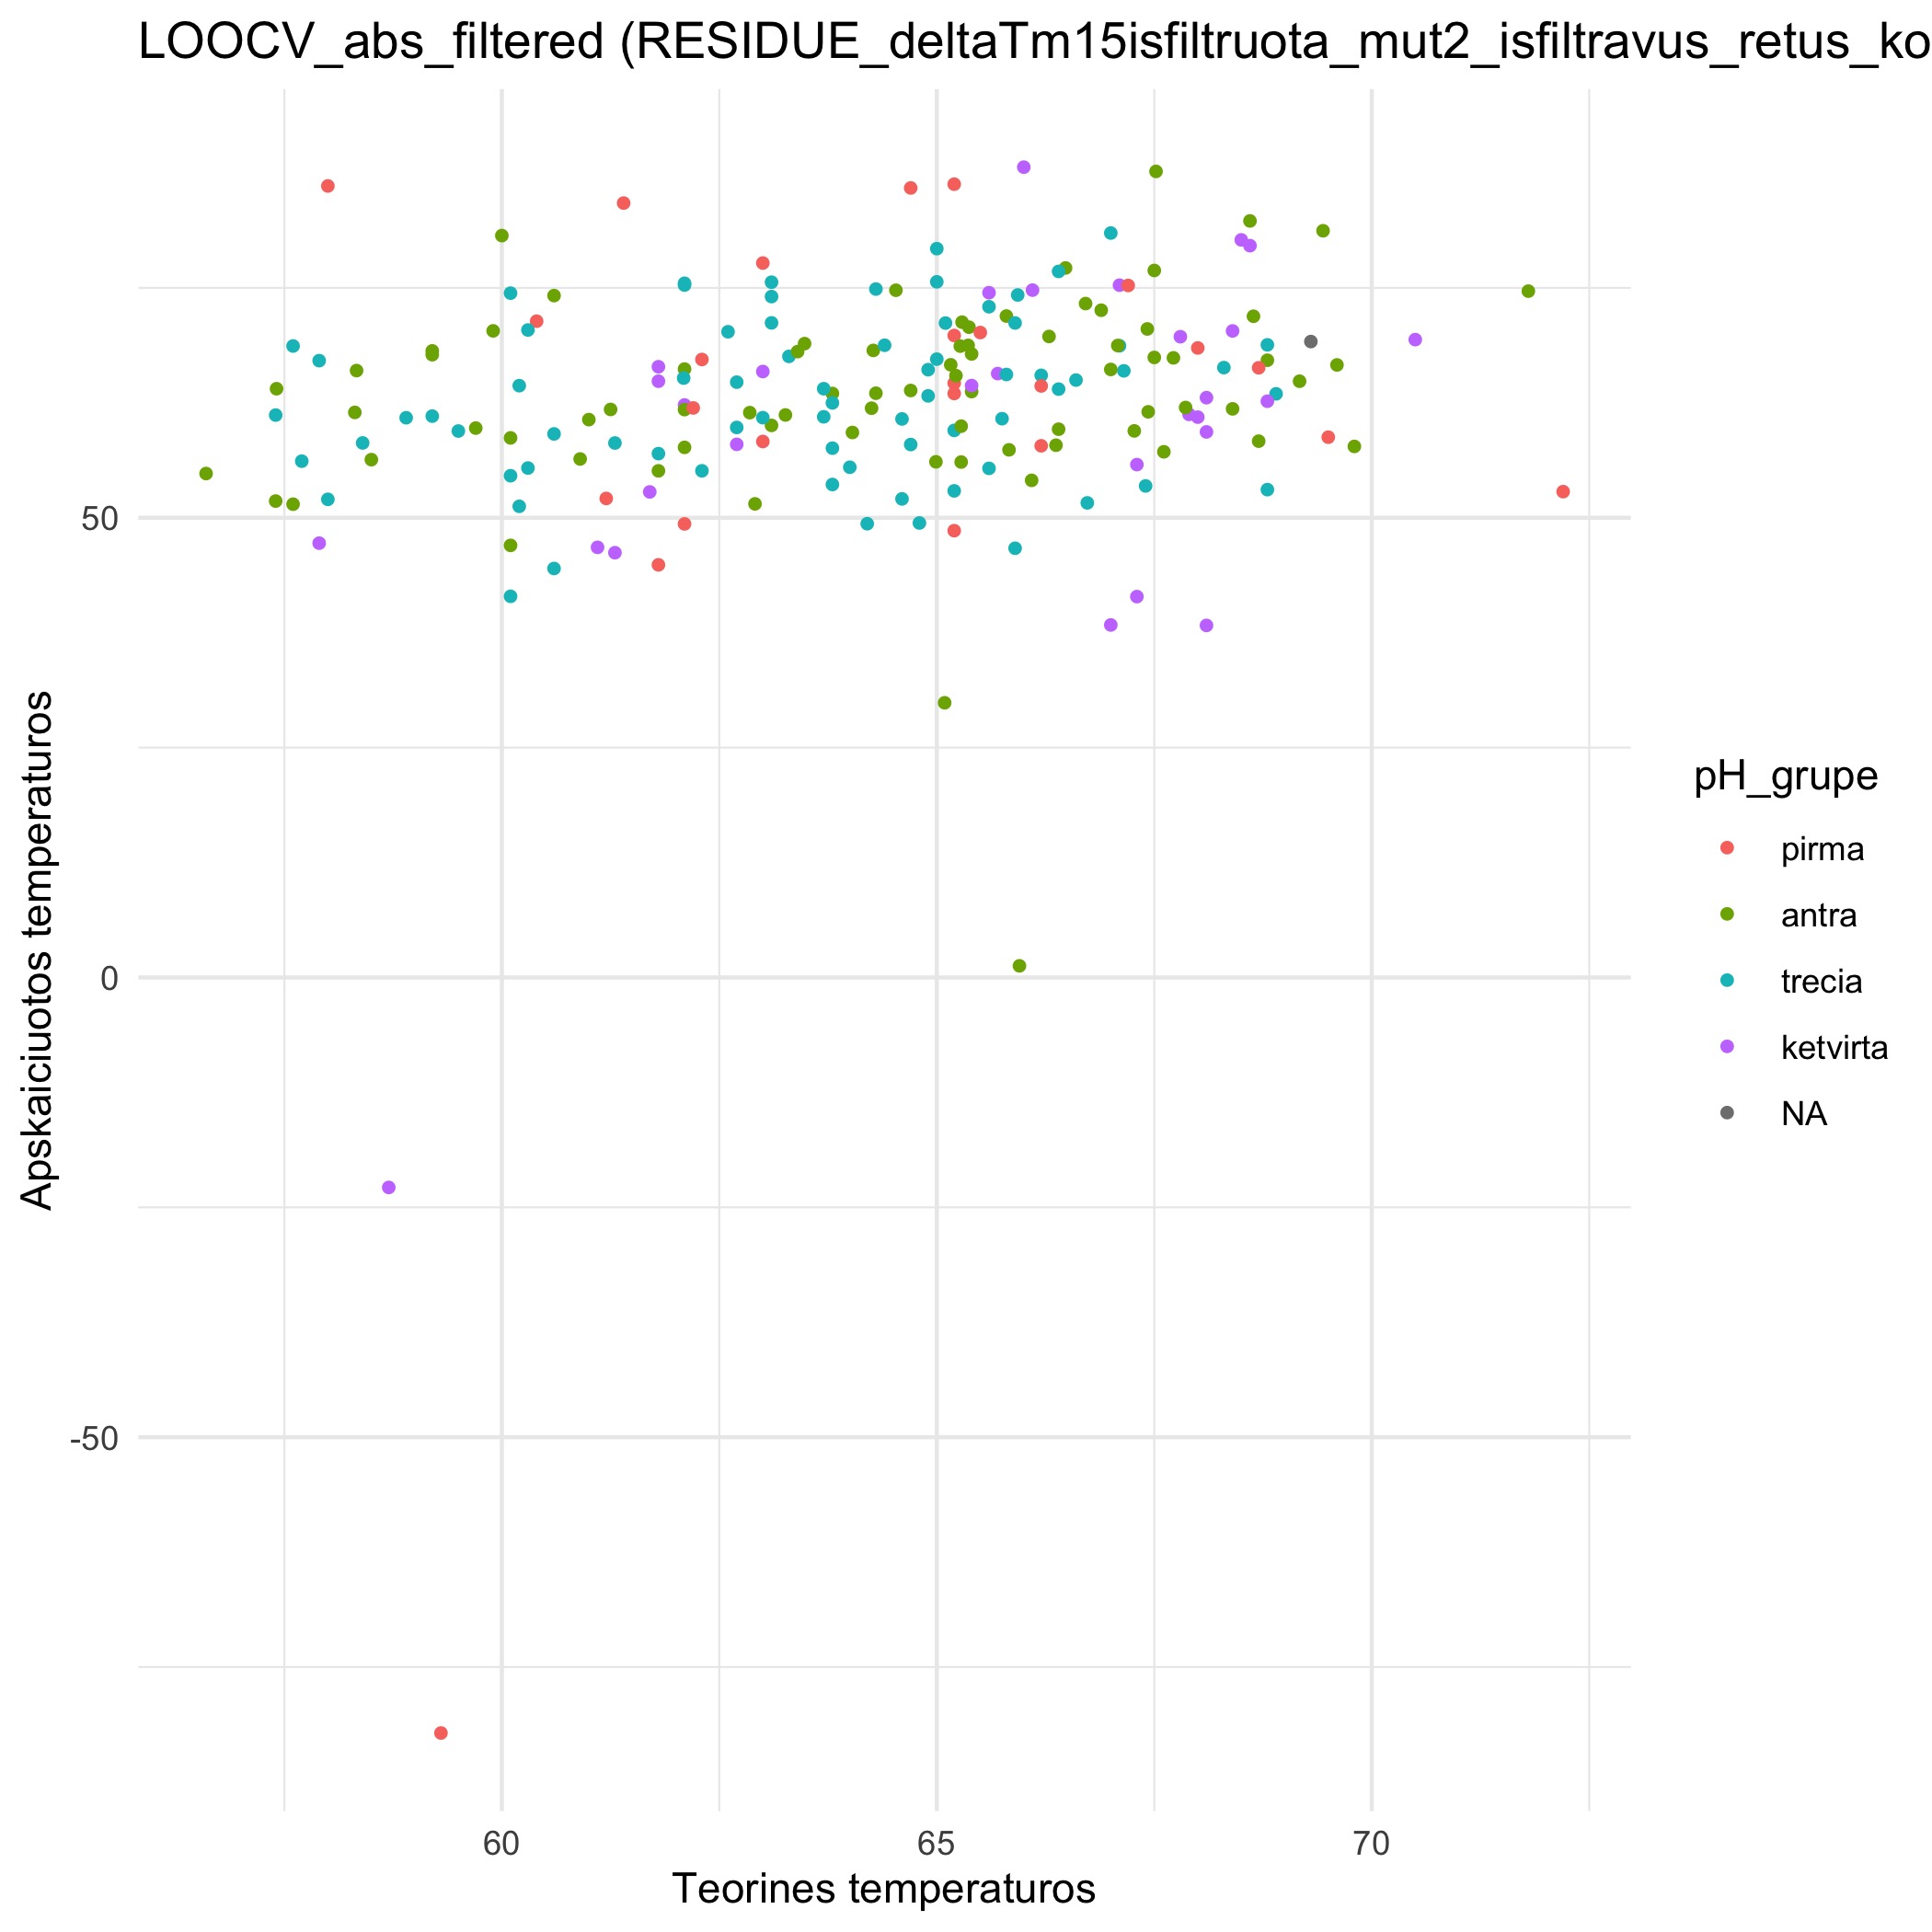 LOOCV_abs_filtered (RESIDUE_deltaTm15isfiltruota_mut2_isfiltravus_retus_ko
Apskaiciuotos temperaturos
50
0
-50
60
65
70
Teorines temperaturos
pH_grupe
pirma
antra
trecia
ketvirta
NA